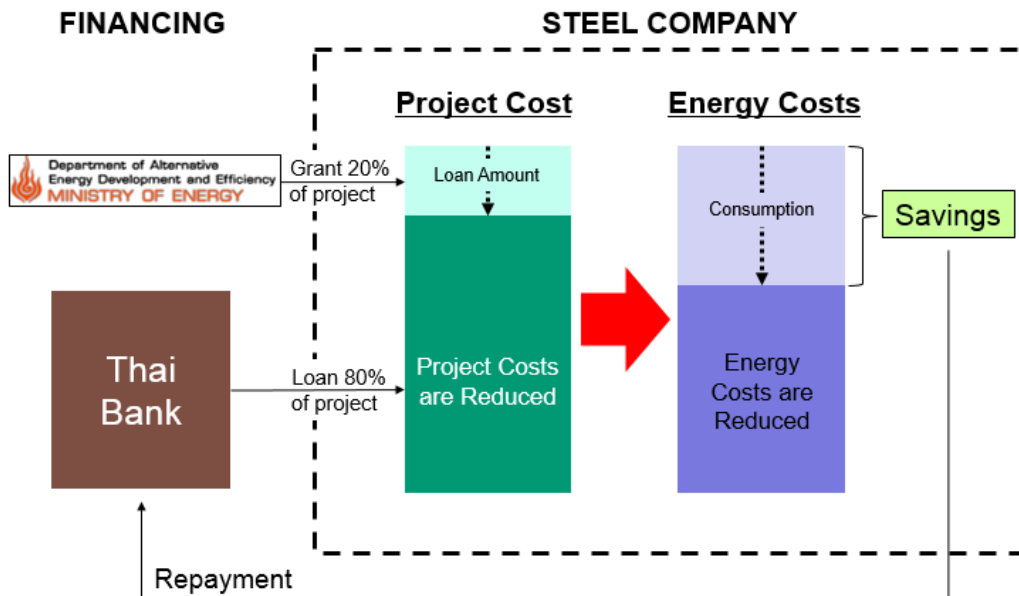 FINANCING
STEEL COMPANY
Project Cost
Energy Costs
Department of Alternative
Energy Development and Efficiency
MINISTRY OF ENERGY
Grant 20%
of project
Loan Amount
Consumption
Savings
Thai
Bank
Loan 80%
of project
Project Costs
are Reduced
Energy
Costs are
Reduced
Repayment